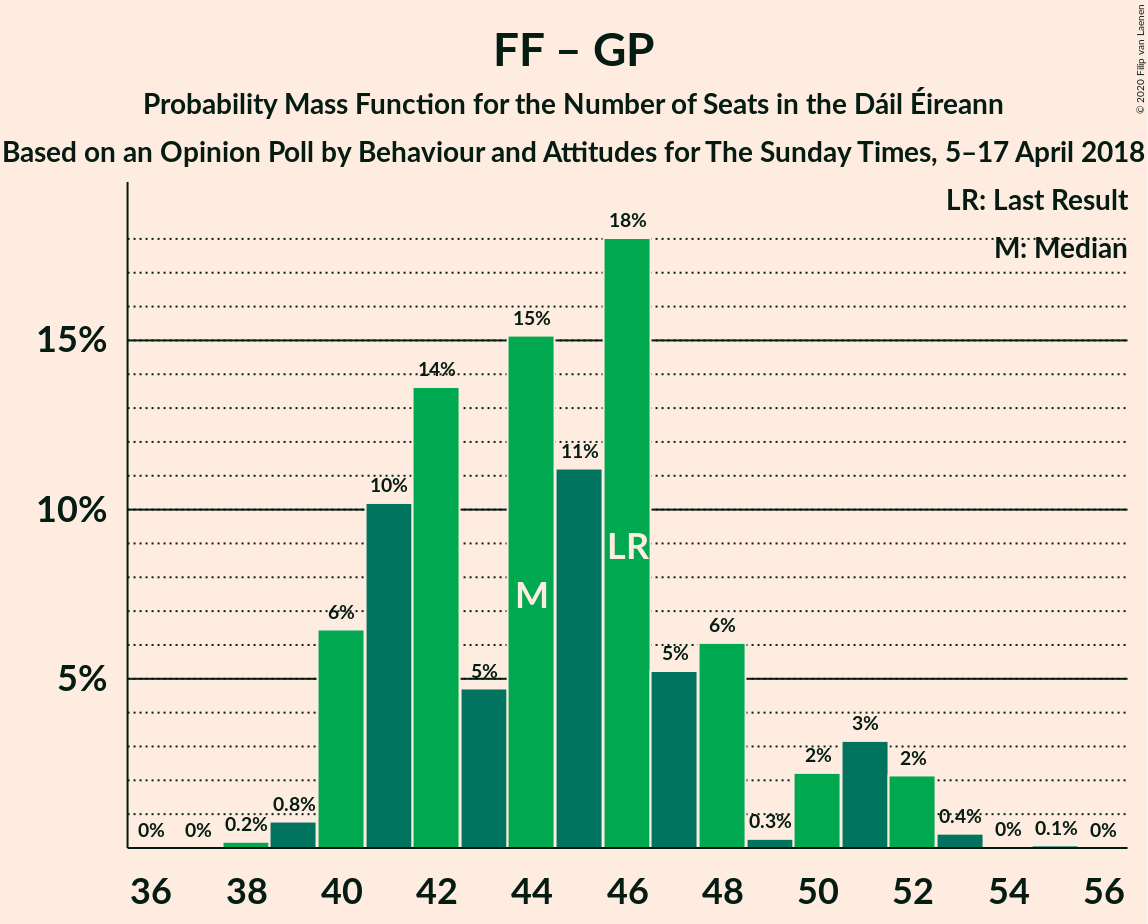 FF – GP
Probability Mass Function for the Number of Seats in the Dáil Éireann
Based on an Opinion Poll by Behaviour and Attitudes for The Sunday Times, 5–17 April 2018
© 2020 Filip van Laenen
LR: Last Result
M: Median
15%
10%
5%
0%
0%
0.2%
0.8%
6%
10%
14%
5%
15%
11%
18%
5%
6%
0.3%
2%
3%
2%
0.4%
0%
0.1%
0%
M
LR
36 38 40 42 44 46 48 50 52 54 56